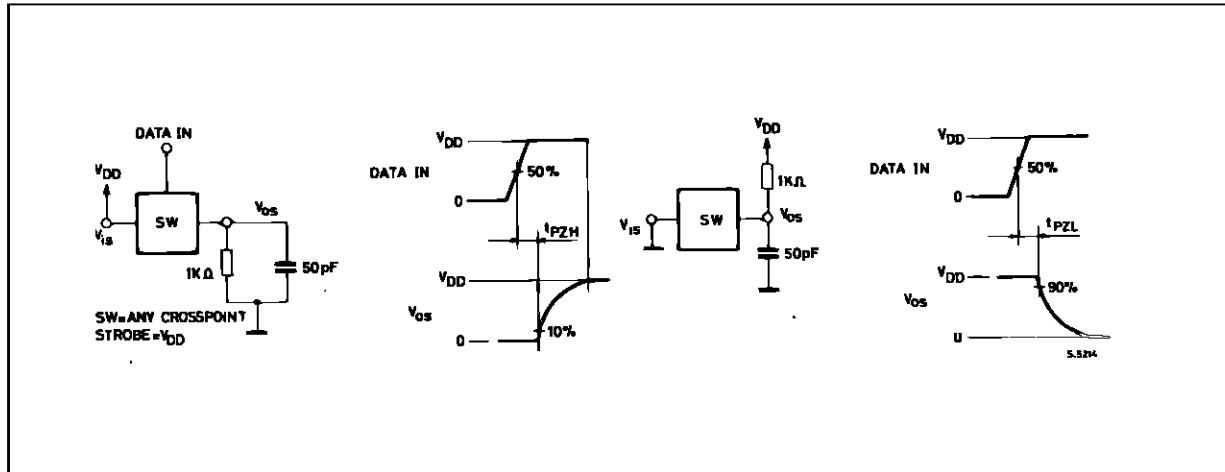 DATA IN
VDD
SW
Vis
Vos
1KΩ
50pF
SW=ANY CROSSPOINT
STROBE=VDD
VDD
DATA IN
50%
0
tPZH
VDD
Vos
10%
0
VDD
1KΩ
SW
VIS
Vos
50pF
VDD
DATA IN
50%
0
tPZL
VDD
90%
Vos
U
S.5214